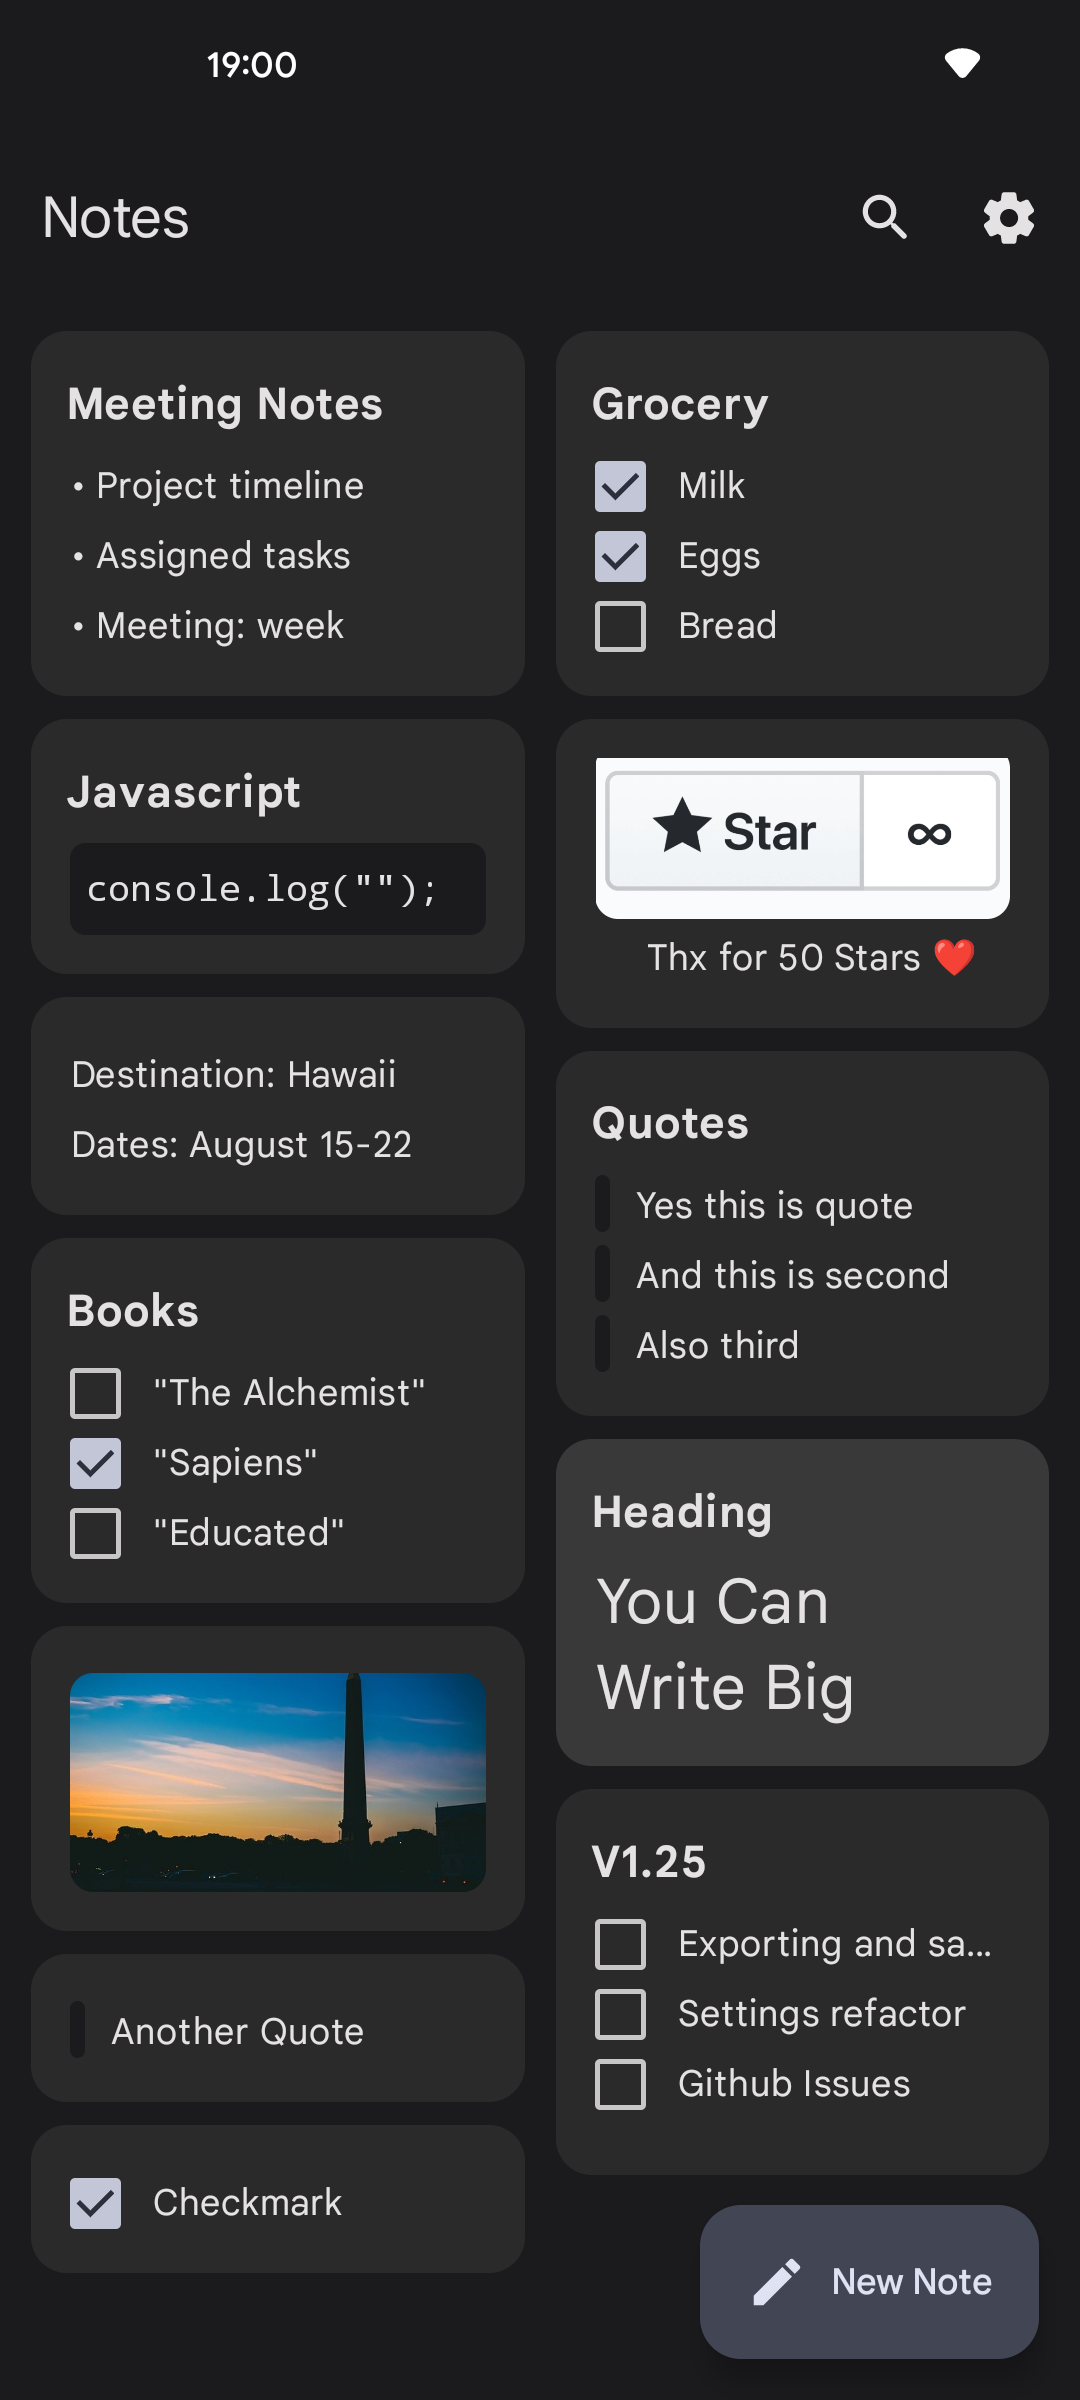 19:00
Notes
Meeting Notes
• Project timeline
• Assigned tasks
• Meeting: week
Javascript
console.log("");
Destination: Hawaii
Dates: August 15-22
Books
"The Alchemist"
"Sapiens"
"Educated"
Another Quote
Checkmark
Grocery
Milk
Eggs
Bread
Star ∞
Thx for 50 Stars ❤️
Quotes
Yes this is quote
And this is second
Also third
Heading
You Can
Write Big
V1.25
Exporting and sa...
Settings refactor
Github Issues
New Note